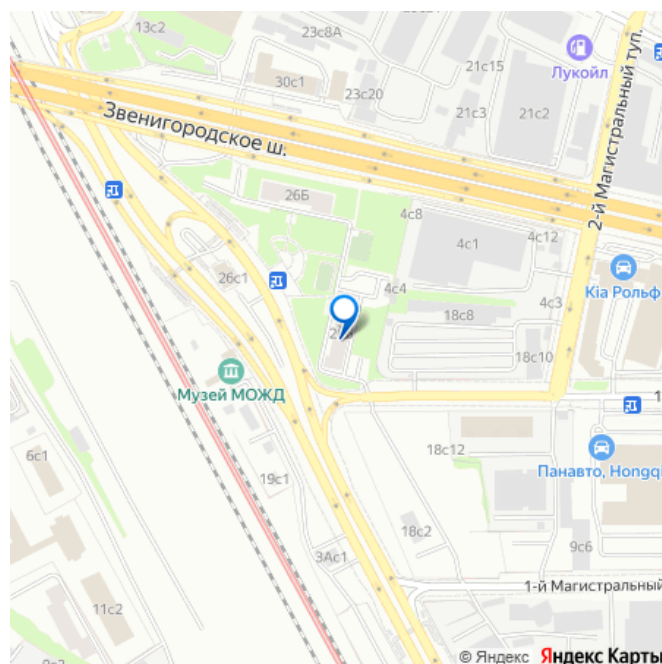 13с2
23с8А
2-й Магистральный туп.
21с15
Лукойл
30с1
23с20
21с3
21с2
Звенигородское ш.
26Б
4с8
4с1
4с12
Kia Рольф
26с1
4с4
4с3
18с8
18с10
Музей МОЖД
1
18с12
Панавто, Hongqi
6с1
19с1
18с2
9с6
3Ас1
1-й Магистральный
11с2
© Яндекс Яндекс Карты